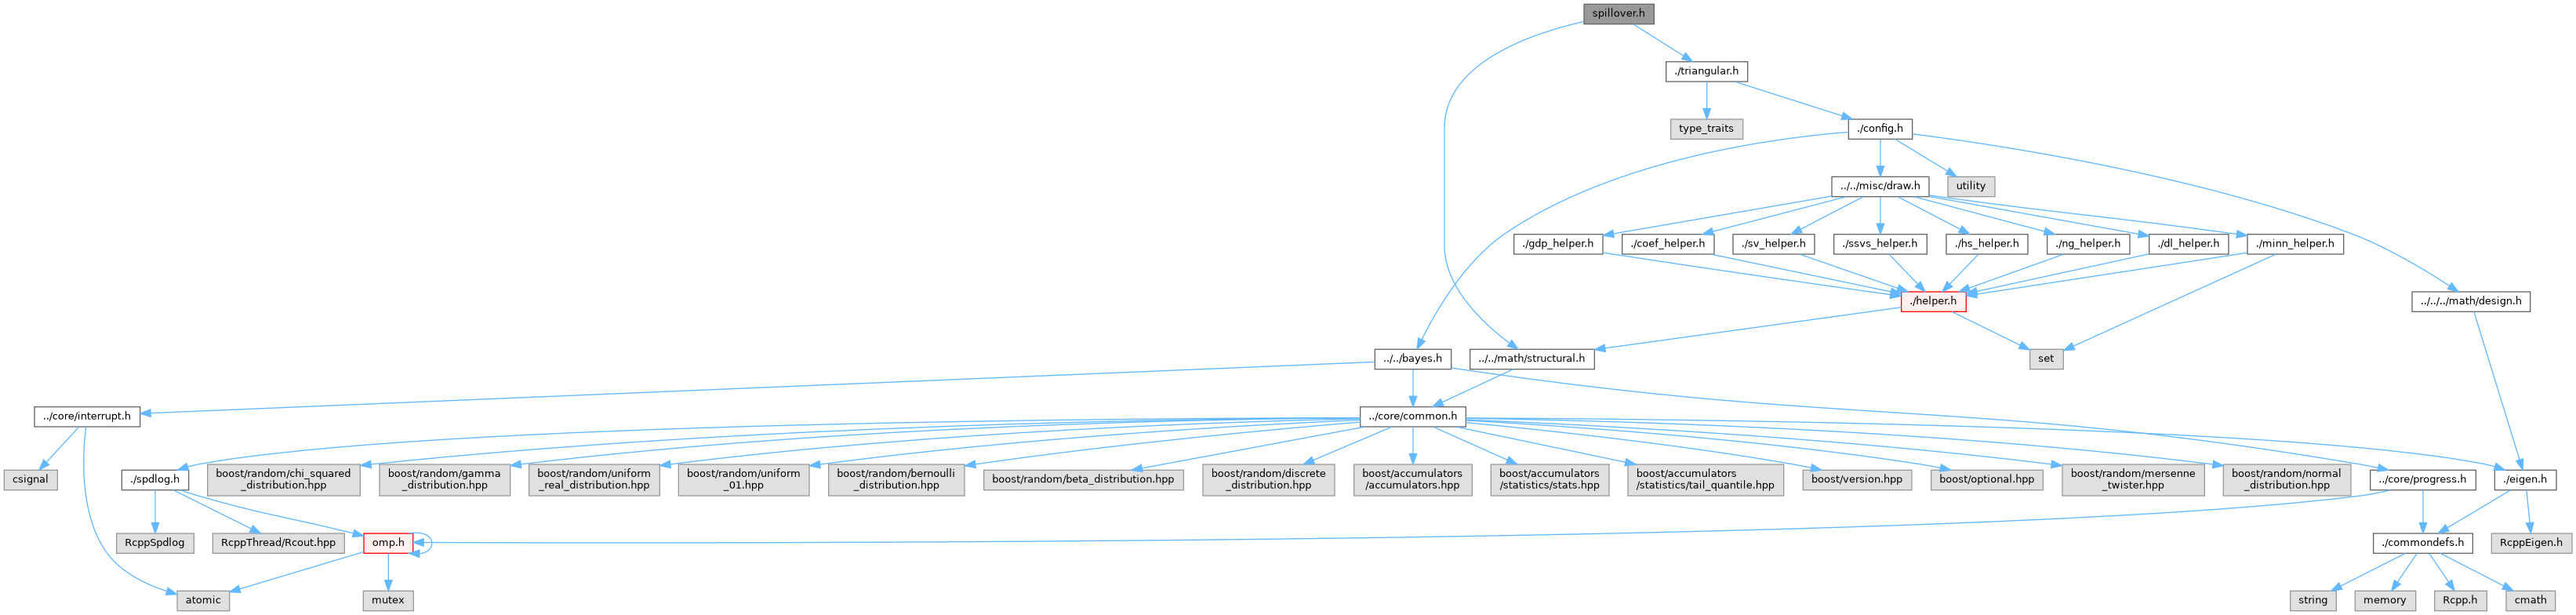 spillover.h
./triangular.h
type_traits
./config.h
../../misc/draw.h
utility
./gdp_helper.h
./coef_helper.h
./sv_helper.h
./ssvs_helper.h
./hs_helper.h
./ng_helper.h
./dl_helper.h
./minn_helper.h
./helper.h
../../../math/design.h
../../bayes.h
../../math/structural.h
set
../core/interrupt.h
../core/common.h
csignal
./spdlog.h
boost/random/chi_squared
_distribution.hpp
boost/random/gamma
_distribution.hpp
boost/random/uniform
_real_distribution.hpp
boost/random/uniform
_01.hpp
boost/random/bernoulli
_distribution.hpp
boost/random/beta_distribution.hpp
boost/random/discrete
_distribution.hpp
boost/accumulators
/accumulators.hpp
boost/accumulators
/statistics/stats.hpp
boost/accumulators
/statistics/tail_quantile.hpp
boost/version.hpp
boost/optional.hpp
boost/random/mersenne
_twister.hpp
boost/random/normal
_distribution.hpp
../core/progress.h
./eigen.h
RcppSpdlog
RcppThread/Rcout.hpp
omp.h
./commondefs.h
RcppEigen.h
atomic
mutex
string
memory
Rcpp.h
cmath